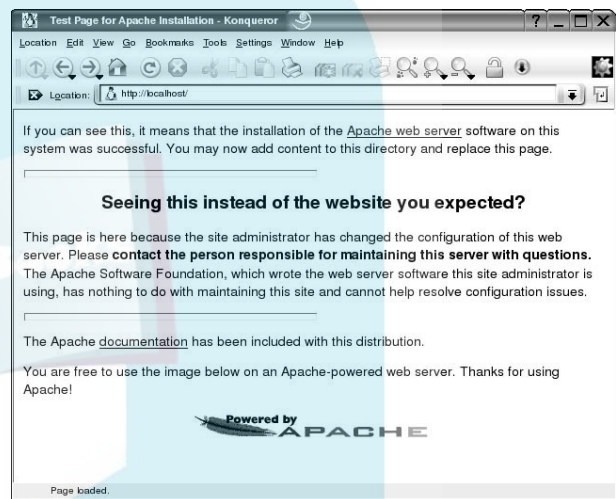 Test Page for Apache Installation - Konqueror
Location Edit View Go Bookmarks Tools Settings Window Help
Location: http://localhost/
If you can see this, it means that the installation of the Apache web server software on this
system was successful. You may now add content to this directory and replace this page.
Seeing this instead of the website you expected?
This page is here because the site administrator has changed the configuration of this web
server. Please contact the person responsible for maintaining this server with questions.
The Apache Software Foundation, which wrote the web server software this site administrator is
using, has nothing to do with maintaining this site and cannot help resolve configuration issues.
The Apache documentation has been included with this distribution.
You are free to use the image below on an Apache-powered web server. Thanks for using
Apache!
Powered by
APACHE
Page loaded.